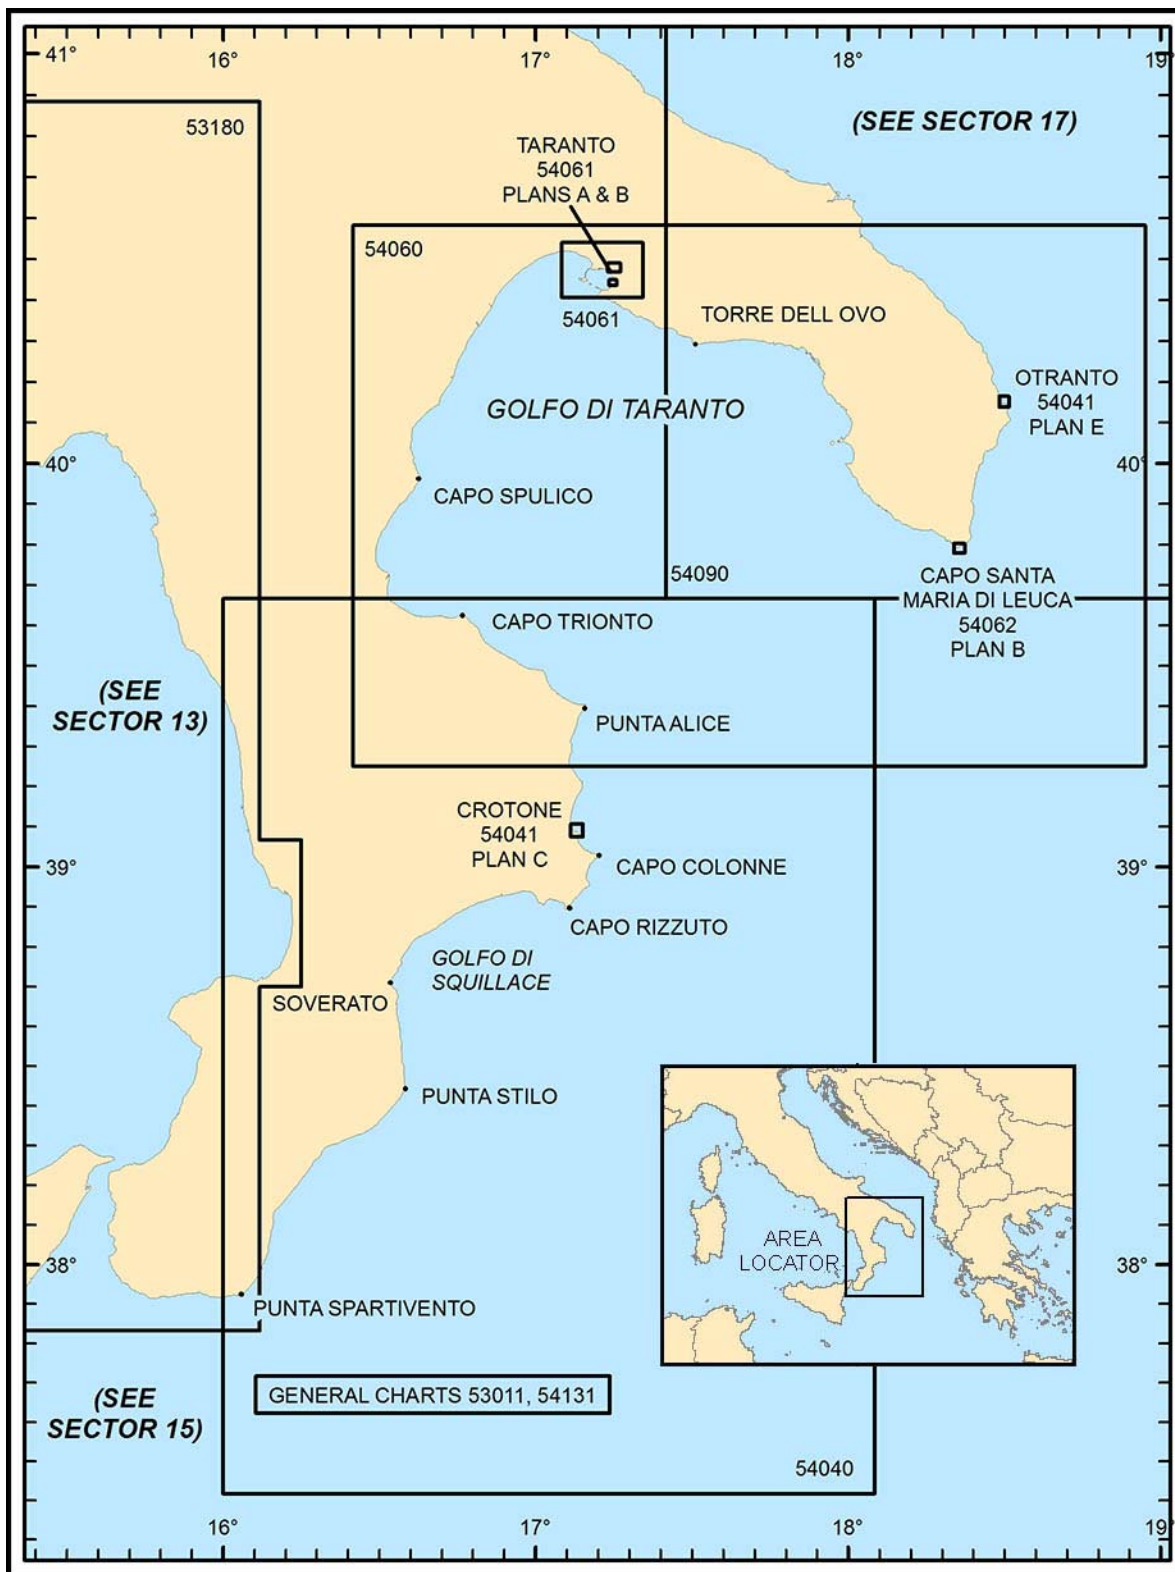 41°
16°
17°
18°
19°
53180
(SEE SECTOR 17)
TARANTO
54061
PLANS A & B
54060
54061
TORRE DELL OVO
OTRANTO
54041
PLAN E
GOLFO DI TARANTO
40°
40°
CAPO SPULICO
54090
CAPO SANTA
MARIA DI LEUCA
54062
PLAN B
CAPO TRIONTO
(SEE
SECTOR 13)
PUNTA ALICE
CROTONE
54041
PLAN C
39°
CAPO COLONNE
39°
CAPO RIZZUTO
GOLFO DI
SQUILLACE
SOVERATO
PUNTA STILO
AREA
LOCATOR
38°
38°
PUNTA SPARTIVENTO
(SEE
SECTOR 15)
GENERAL CHARTS 53011, 54131
54040
16°
17°
18°
19°